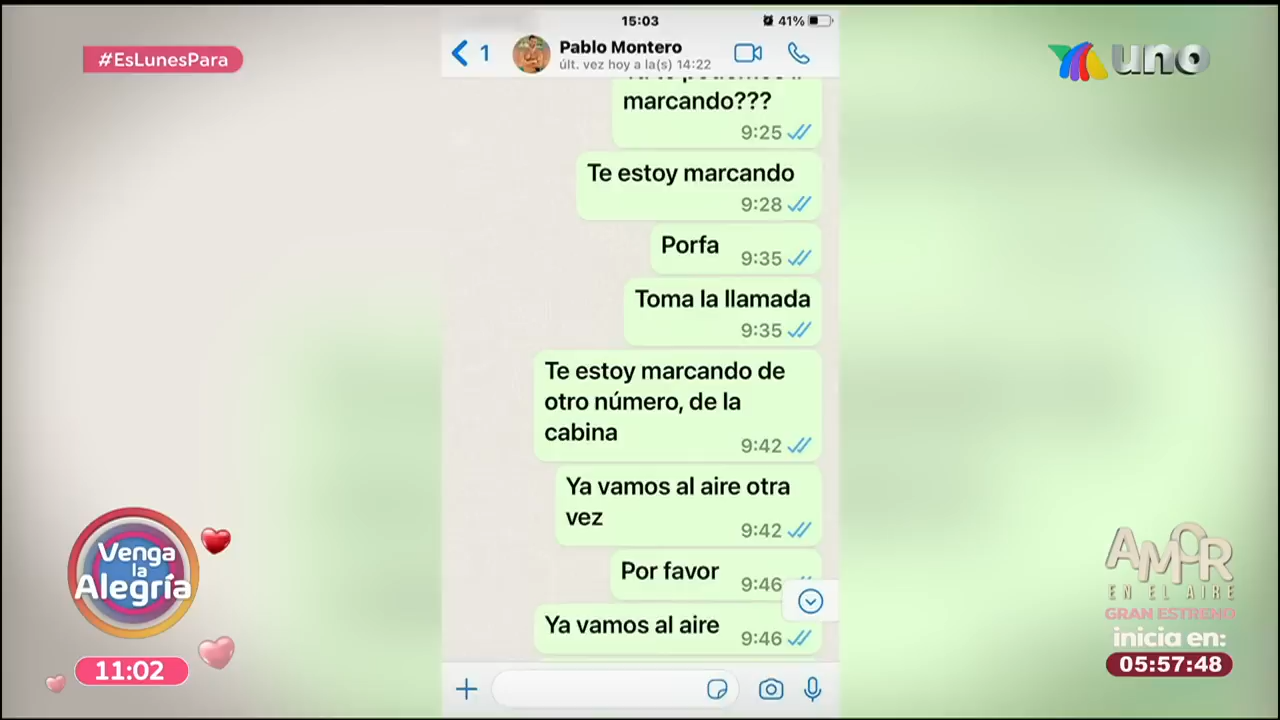 15:03
41%
#EsLunesPara
1
Pablo Montero
últ. vez hoy a la(s) 14:22
uno
marcando???
9:25
Te estoy marcando
9:28
Porfa
9:35
Toma la llamada
9:35
Te estoy marcando de
otro número, de la
cabina
9:42
Ya vamos al aire otra
vez
9:42
Por favor
9:46
Ya vamos al aire
9:46
Venga
la
Alegría
11:02
AMOR
EN EL AIRE
GRAN ESTRENO
inicia en:
05:57:48